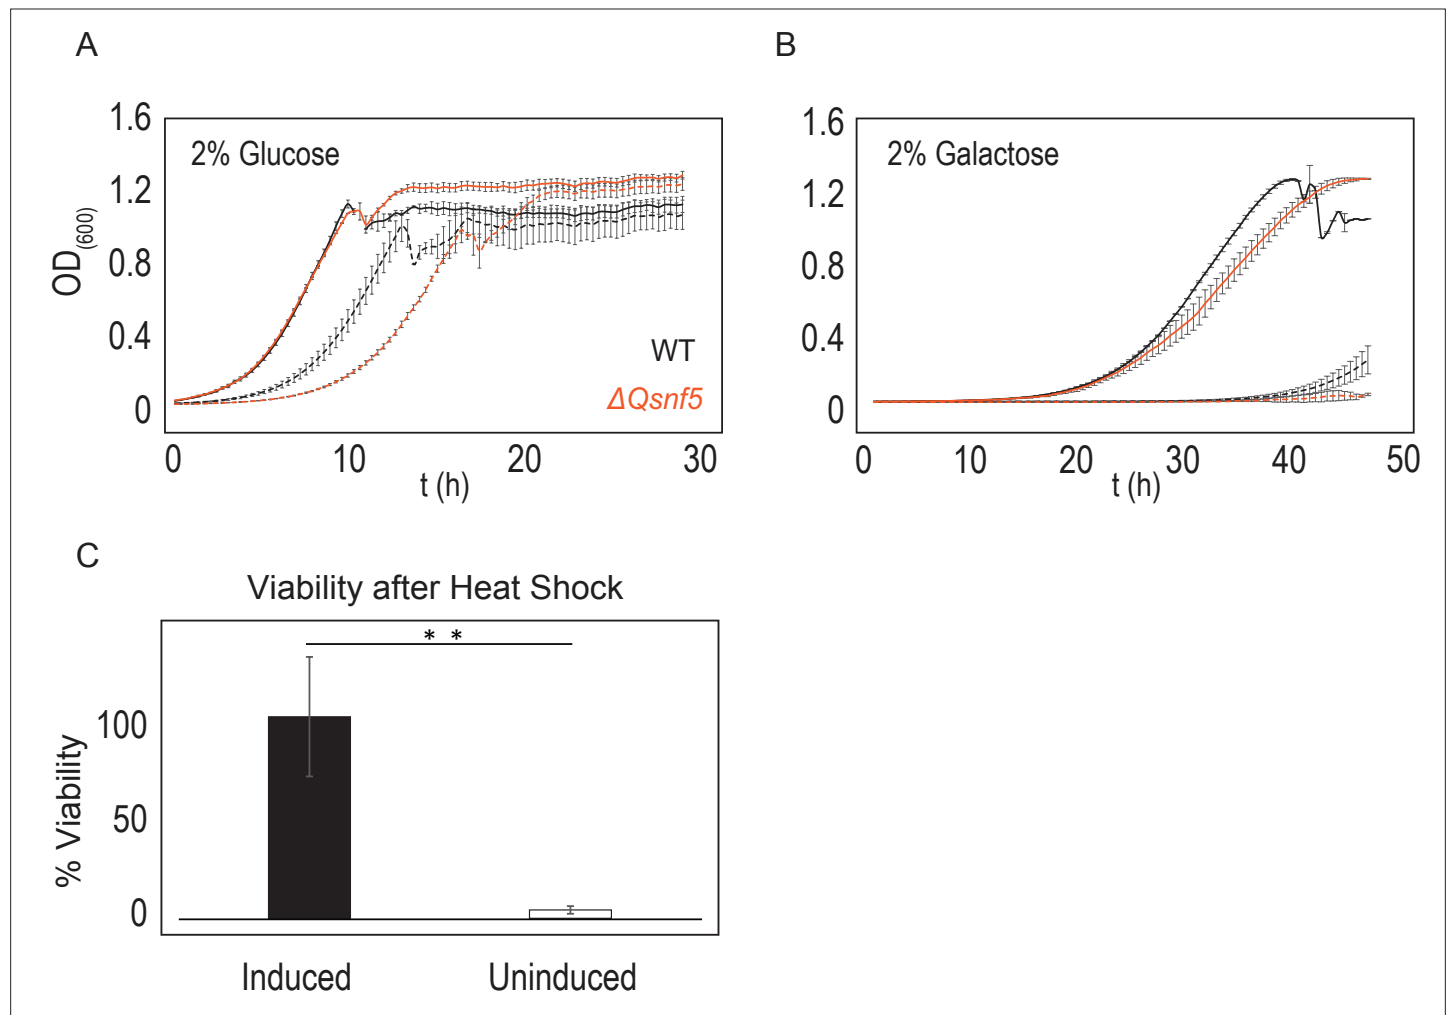 A
B
1.6
1.2
0.8
0.4
0
OD(600)
2% Glucose
WT
ΔQsnf5
0 10 20 30
t (h)
1.6
1.2
0.8
0.4
0
2% Galactose
0 10 20 30 40 50
t (h)
C
Viability after Heat Shock
* *
100
50
0
% Viability
Induced Uninduced